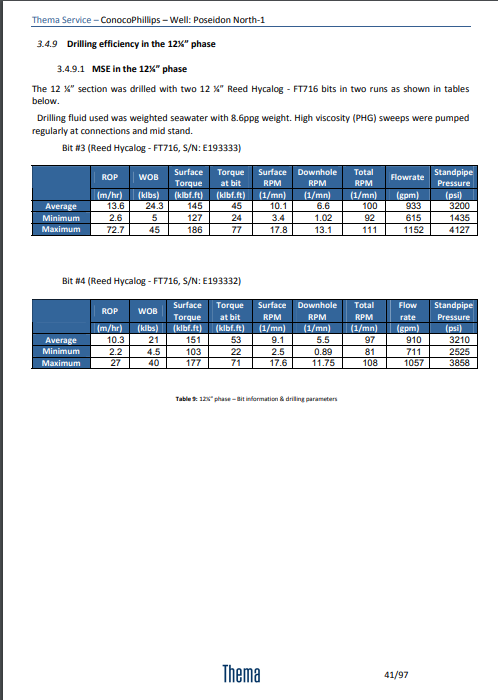 Thema Service – ConocoPhillips – Well: Poseidon North-1
3.4.9 Drilling efficiency in the 12¼” phase
3.4.9.1 MSE in the 12¼” phase
The 12 ¼” section was drilled with two 12 ¼” Reed Hycalog - FT716 bits in two runs as shown in tables
below.
Drilling fluid used was weighted seawater with 8.6ppg weight. High viscosity (PHG) sweeps were pumped
regularly at connections and mid stand.
Bit #3 (Reed Hycalog - FT716, S/N: E193333)
ROP WOB Surface Torque Torque at bit Surface RPM Downhole RPM Total RPM Flowrate Standpipe Pressure
(m/hr) (klbs) (klbf.ft) (klbf.ft) (1/mn) (1/mn) (1/mn) (gpm) (psi)
Average 13.6 24.3 145 45 10.1 6.6 100 933 3200
Minimum 2.6 5 127 24 3.4 1.02 92 615 1435
Maximum 72.7 45 186 77 17.8 13.1 111 1152 4127
Bit #4 (Reed Hycalog - FT716, S/N: E193332)
ROP WOB Surface Torque Torque at bit Surface RPM Downhole RPM Total RPM Flow rate Standpipe Pressure
(m/hr) (klbs) (klbf.ft) (klbf.ft) (1/mn) (1/mn) (1/mn) (gpm) (psi)
Average 10.3 21 151 53 9.1 5.5 97 910 3210
Minimum 2.2 4.5 103 22 2.5 0.89 81 711 2525
Maximum 27 40 177 71 17.6 11.75 108 1057 3858
Table 9: 12¼” phase – Bit information & drilling parameters
Thema
41/97